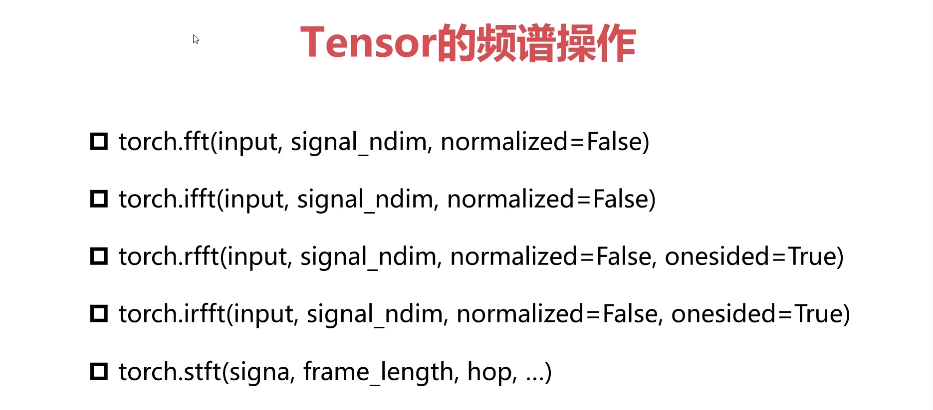 Tensor的频谱操作
torch.fft(input, signal_ndim, normalized=False)
torch.ifft(input, signal_ndim, normalized=False)
torch.rfft(input, signal_ndim, normalized=False, onesided=True)
torch.irfft(input, signal_ndim, normalized=False, onesided=True)
torch.stft(signa, frame_length, hop, ...)